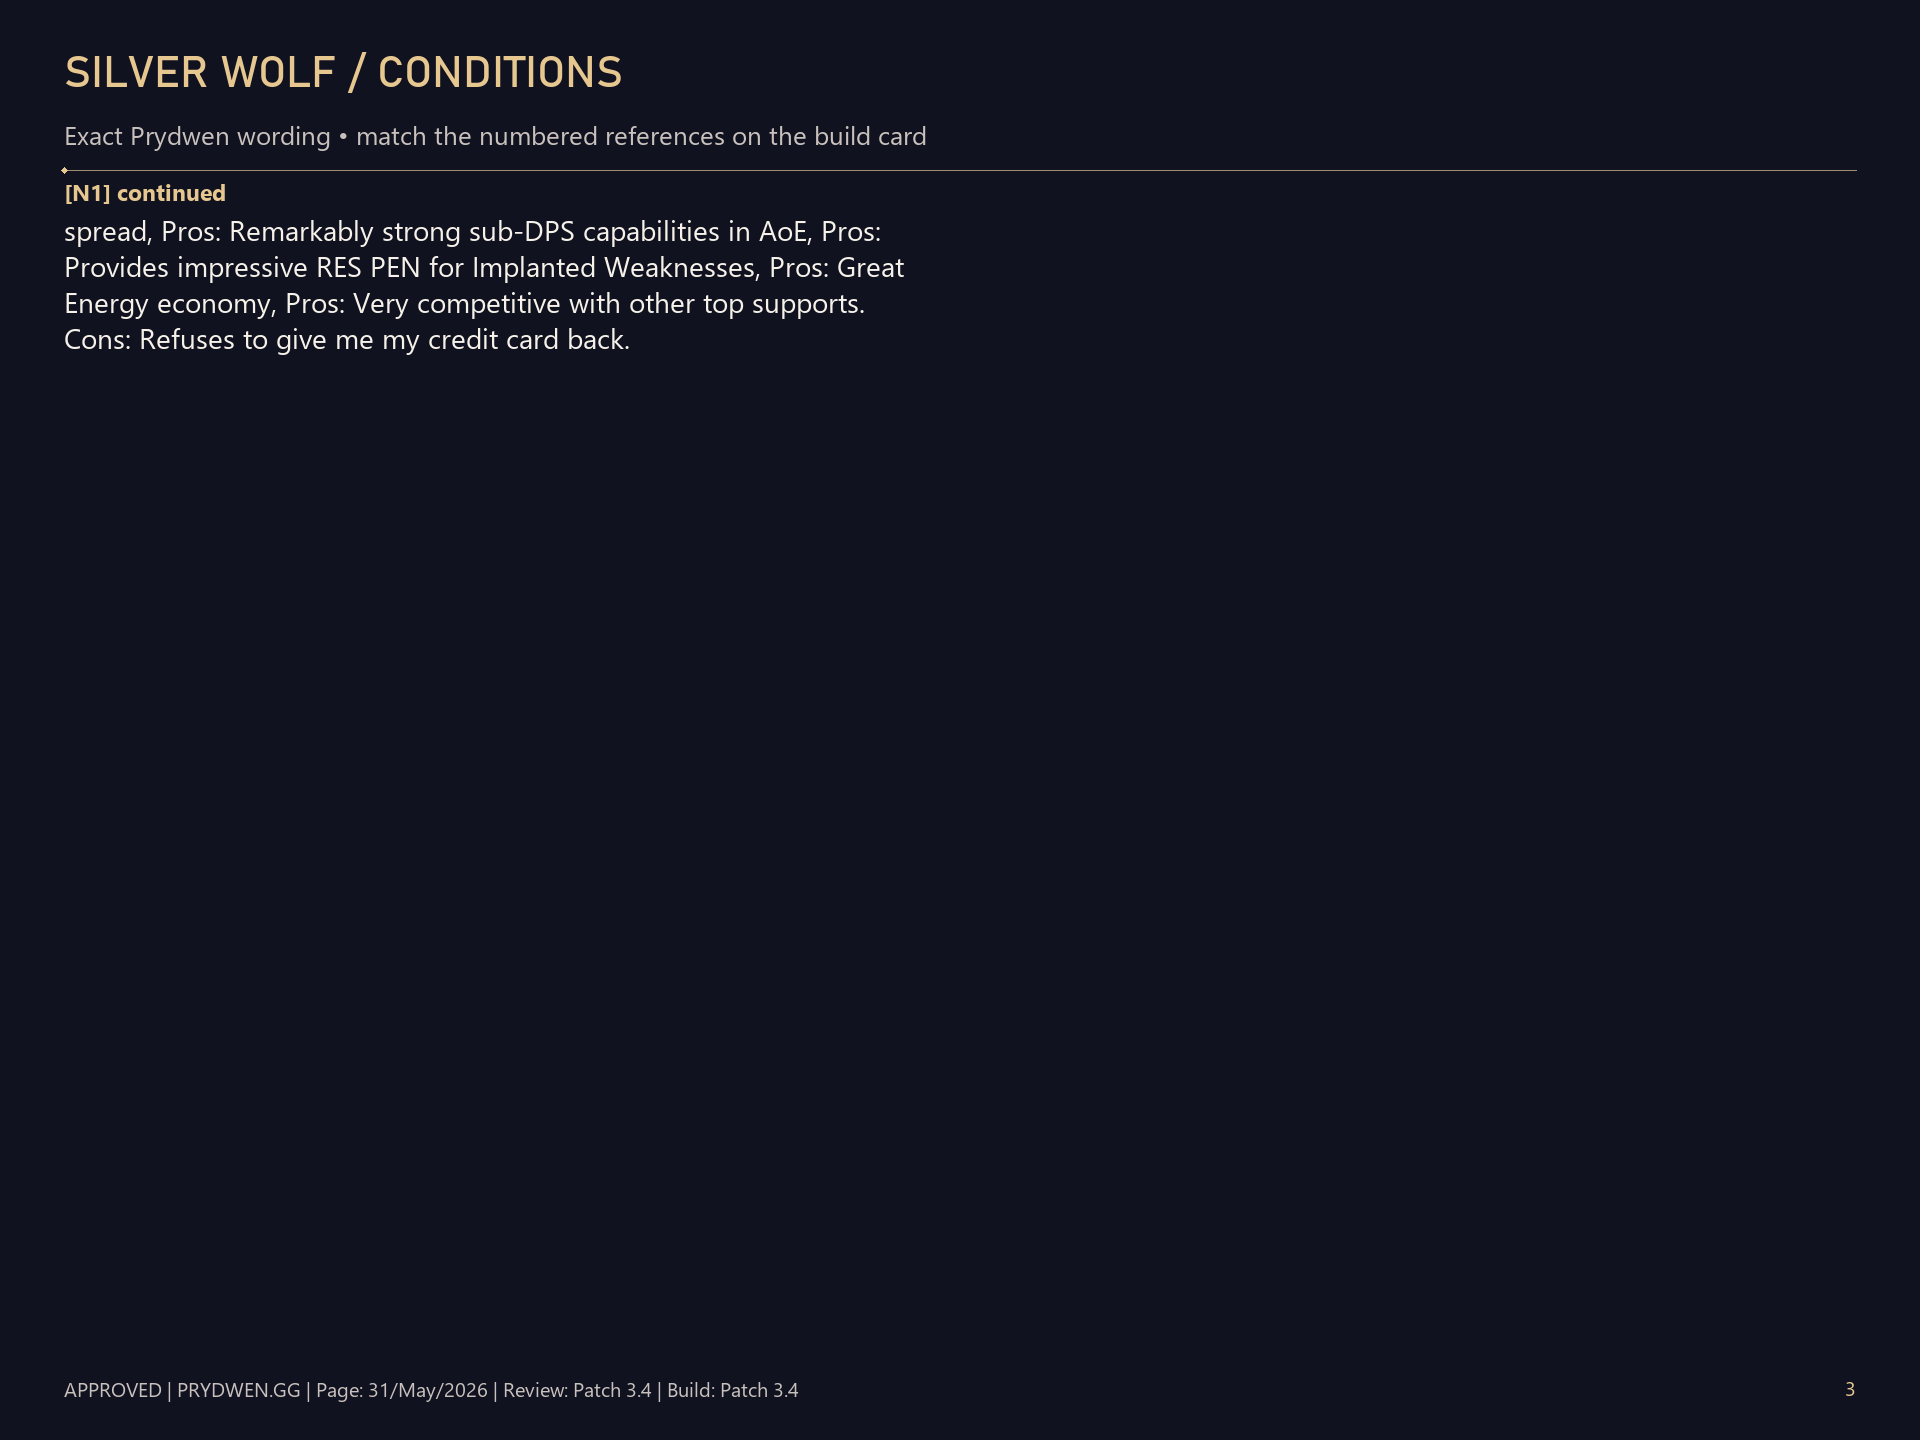 SILVER WOLF / CONDITIONS
Exact Prydwen wording • match the numbered references on the build card
[N1] continued
spread, Pros: Remarkably strong sub-DPS capabilities in AoE, Pros:
Provides impressive RES PEN for Implanted Weaknesses, Pros: Great
Energy economy, Pros: Very competitive with other top supports.
Cons: Refuses to give me my credit card back.
APPROVED | PRYDWEN.GG | Page: 31/May/2026 | Review: Patch 3.4 | Build: Patch 3.4
3